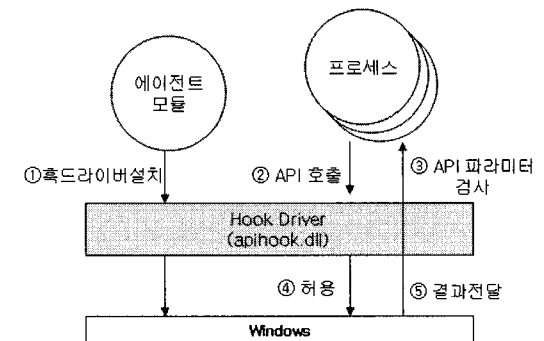 에이전트
모듈
프로세스
①훅드라이버설치
② API 호출
③ API 파라미터
검사
Hook Driver
(apihook.dll)
④ 허용
⑤ 결과전달
Windows